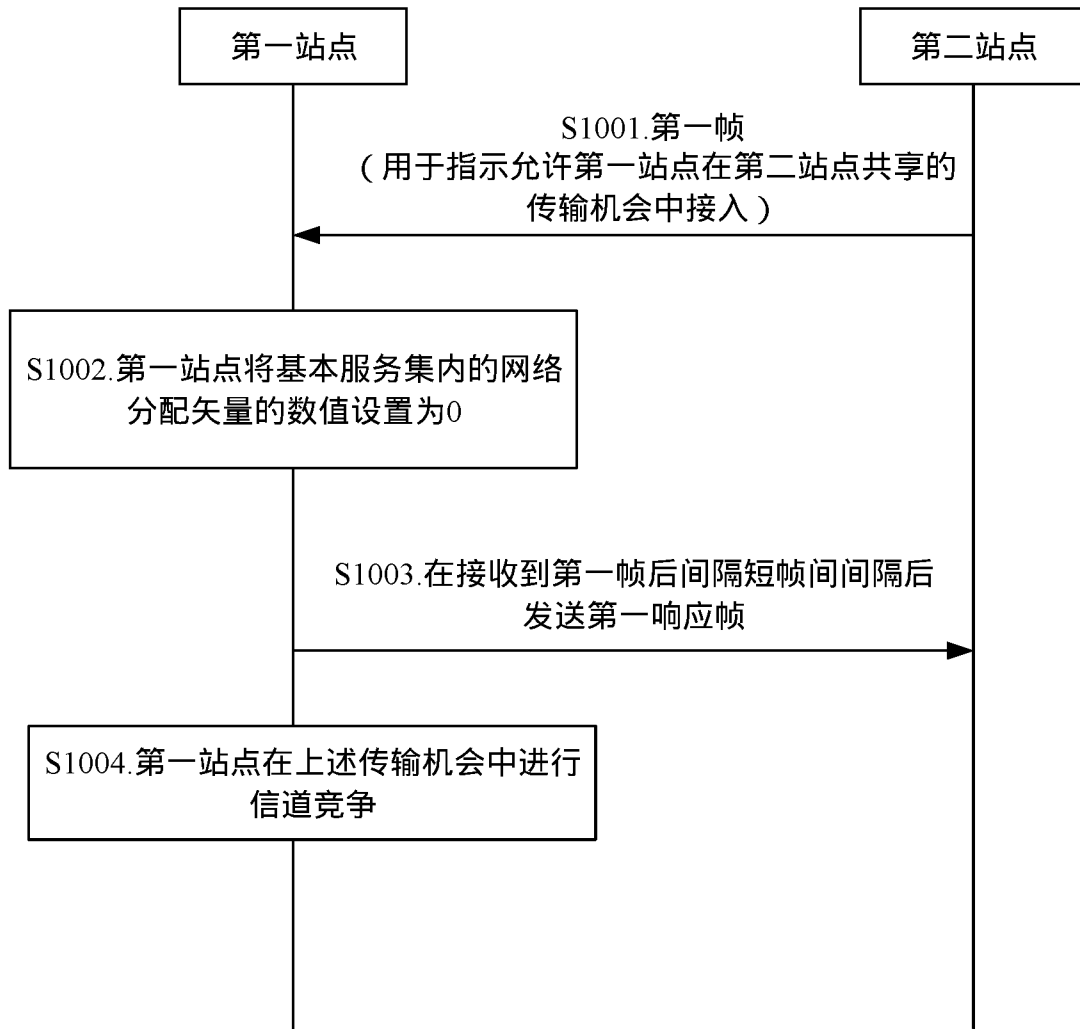 第一站点
第二站点
S1001.第一帧
（用于指示允许第一站点在第二站点共享的
传输机会中接入）
S1002.第一站点将基本服务集内的网络
分配矢量的数值设置为0
S1003.在接收到第一帧后间隔短帧间间隔后
发送第一响应帧
S1004.第一站点在上述传输机会中进行
信道竞争